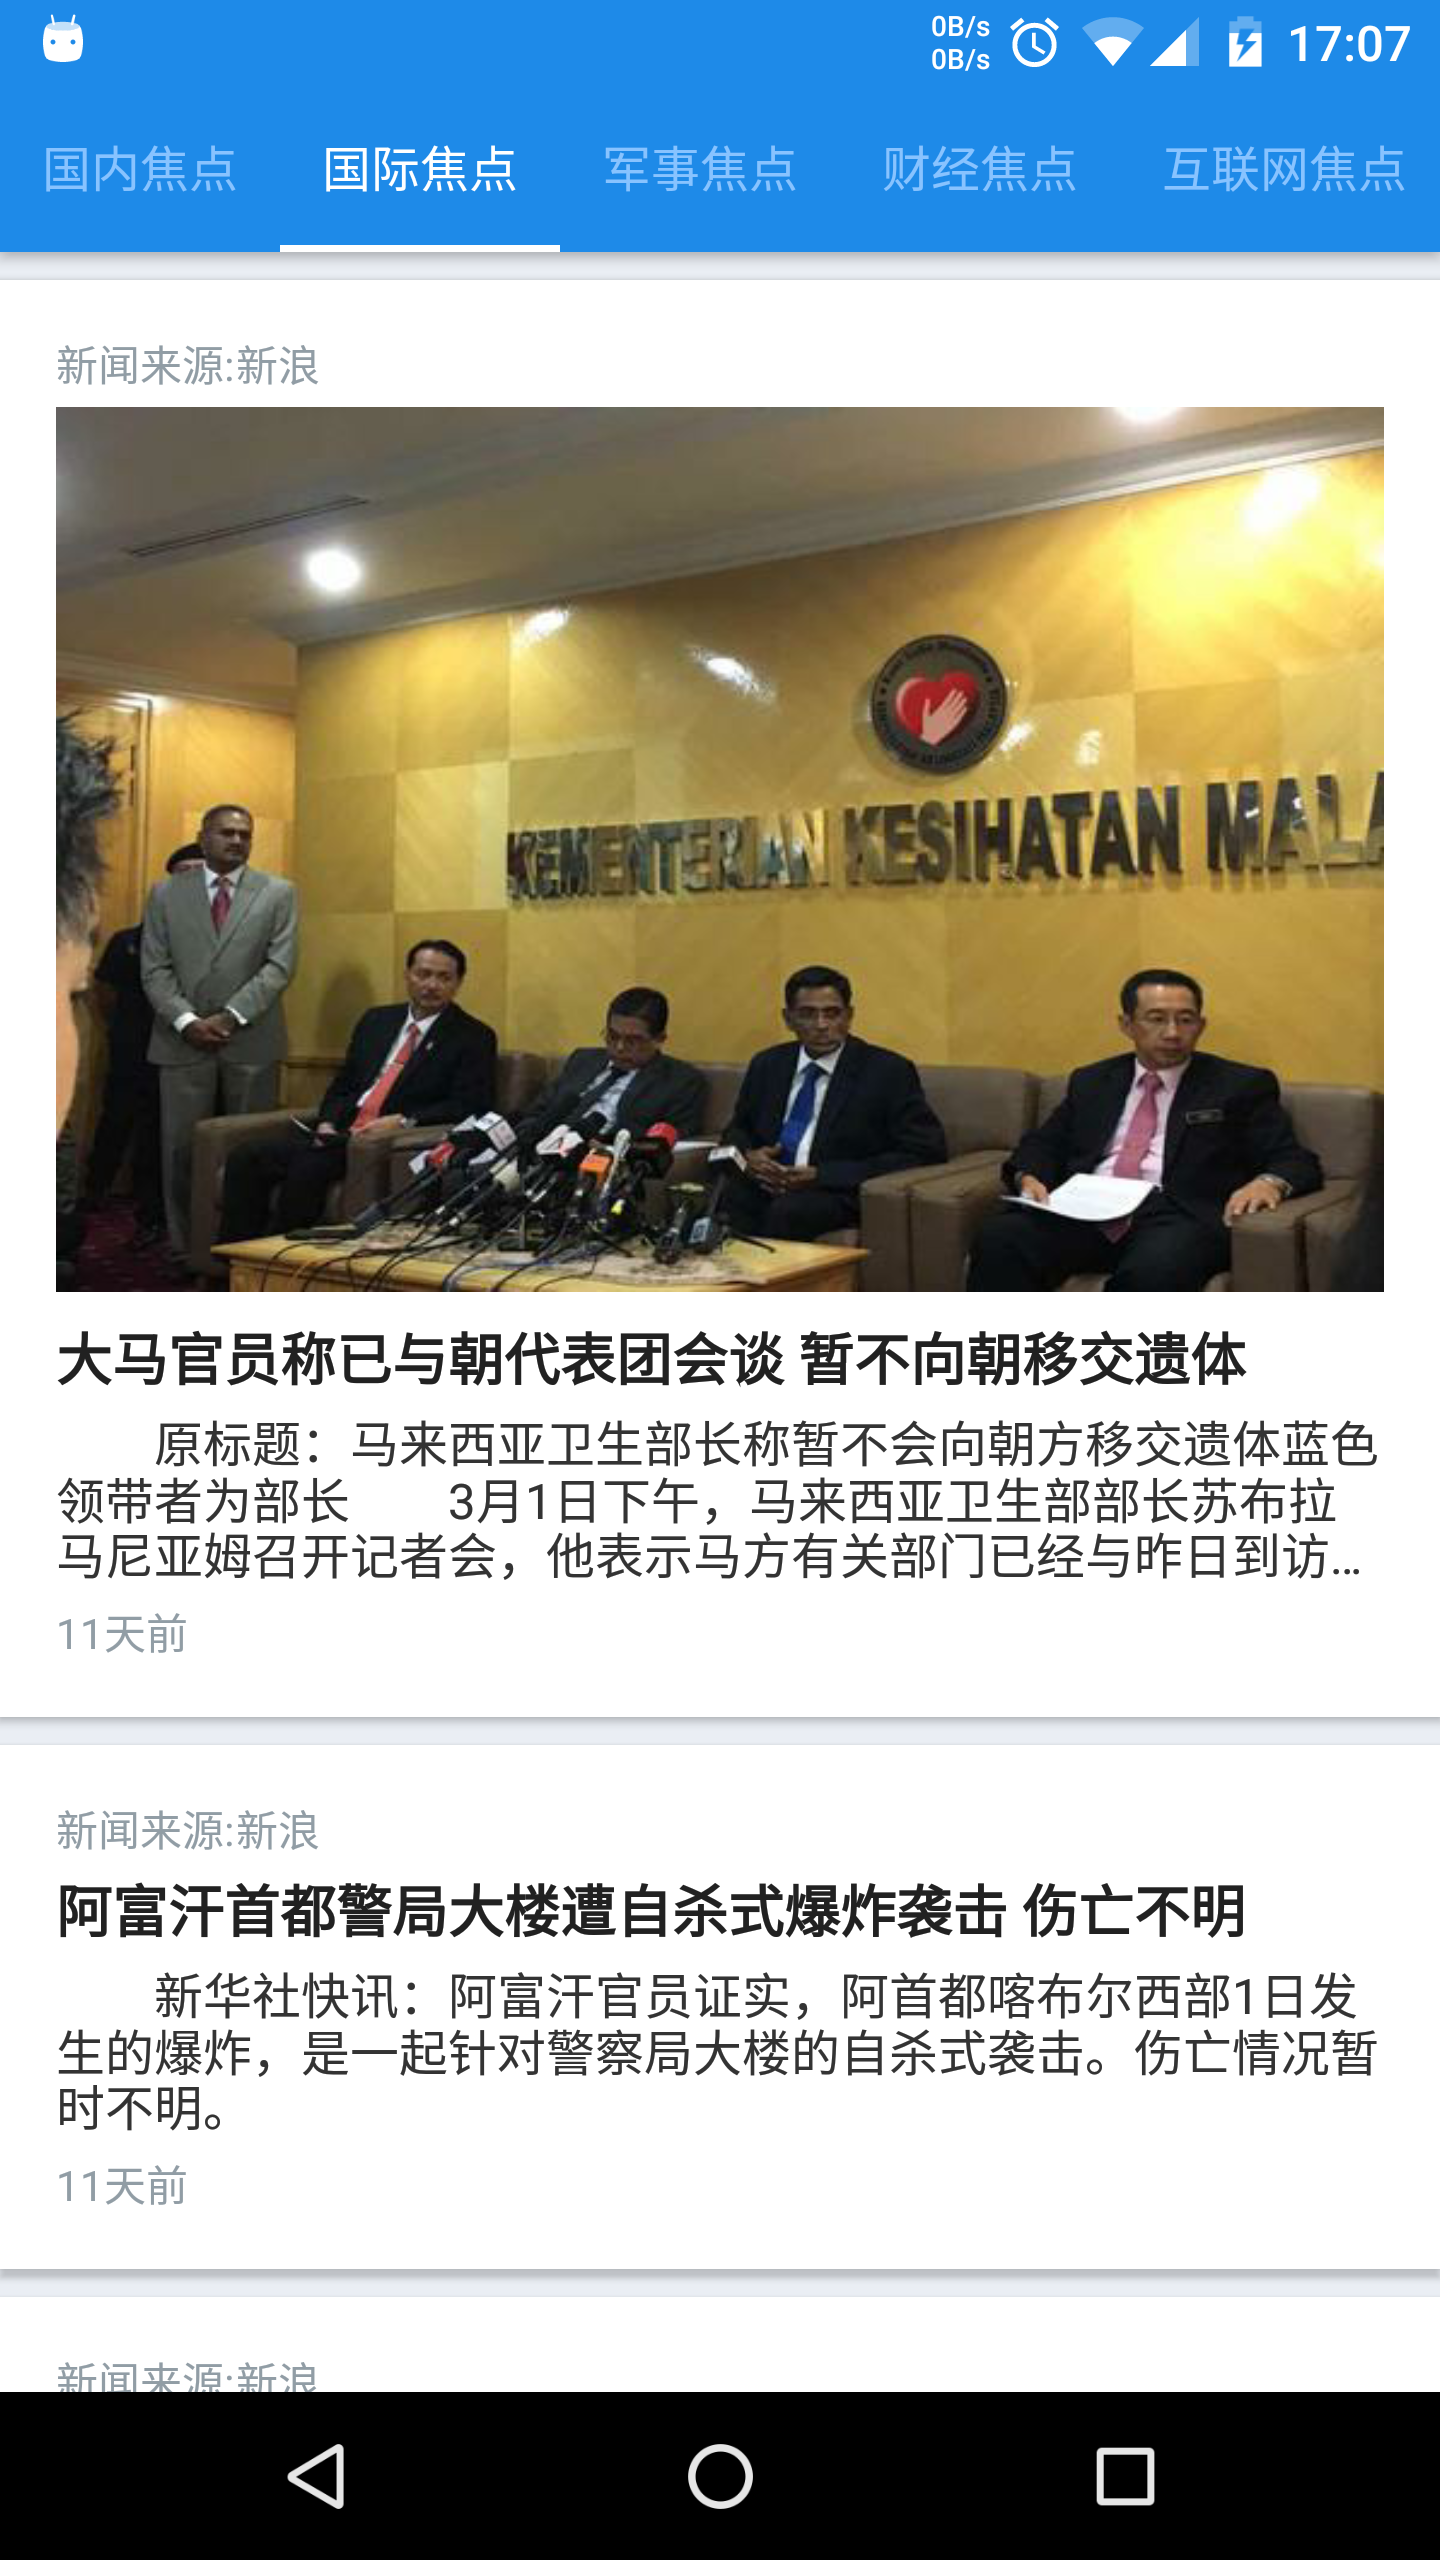 0B/s
0B/s
17:07
国内焦点 国际焦点 军事焦点 财经焦点 互联网焦点
新闻来源:新浪
KEMENTERIAN KESIHATAN MALA
大马官员称已与朝代表团会谈 暂不向朝移交遗体
原标题：马来西亚卫生部长称暂不会向朝方移交遗体蓝色
领带者为部长　　3月1日下午，马来西亚卫生部部长苏布拉
马尼亚姆召开记者会，他表示马方有关部门已经与昨日到访...
11天前
新闻来源:新浪
阿富汗首都警局大楼遭自杀式爆炸袭击 伤亡不明
新华社快讯：阿富汗官员证实，阿首都喀布尔西部1日发
生的爆炸，是一起针对警察局大楼的自杀式袭击。伤亡情况暂
时不明。
11天前
新闻来源:新浪